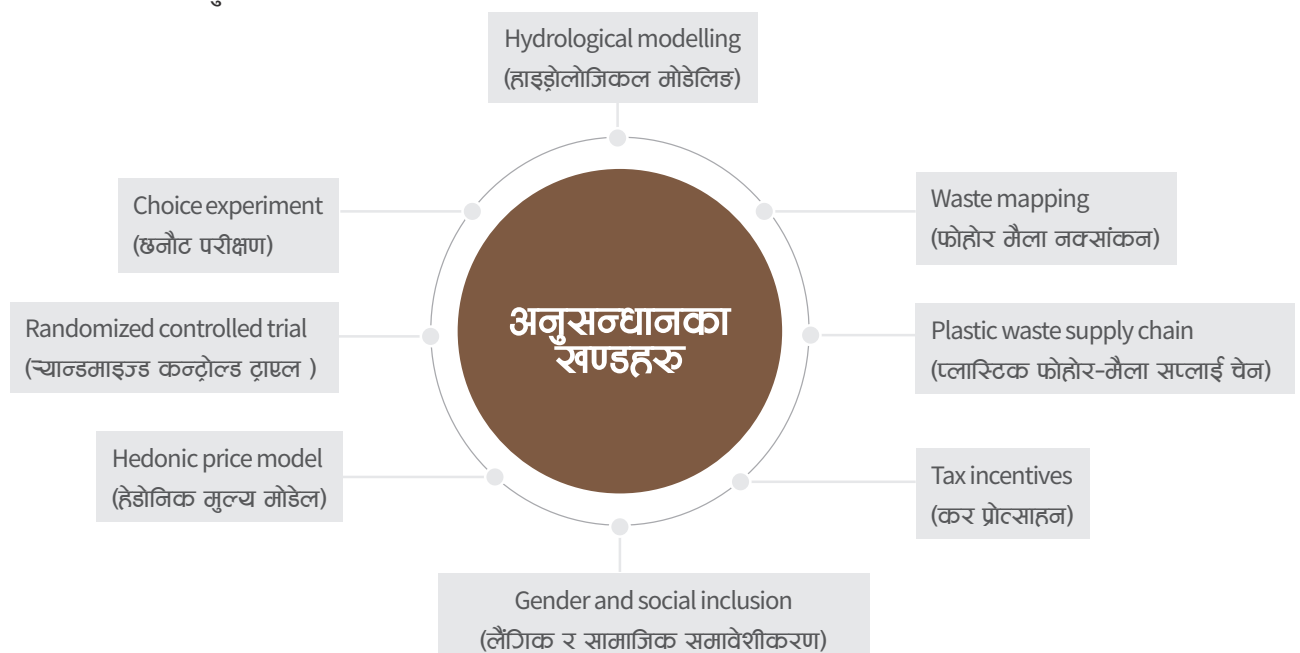 Hydrological modelling
(हाइड्रोलोजिकल मोडेलिङ)
Choice experiment
(छनौट परीक्षण)
Waste mapping
(फोहोर मैला नक्सांकन)
अनुसन्धानका
खण्डहरु
Randomized controlled trial
(र्‍यान्डमाइज्ड कन्ट्रोल्ड ट्राएल )
Plastic waste supply chain
(प्लास्टिक फोहोर-मैला सप्लाई चेन)
Hedonic price model
(हेडोनिक मुल्य मोडेल)
Tax incentives
(कर प्रोत्साहन)
Gender and social inclusion
(लैंगिक र सामाजिक समावेशीकरण)